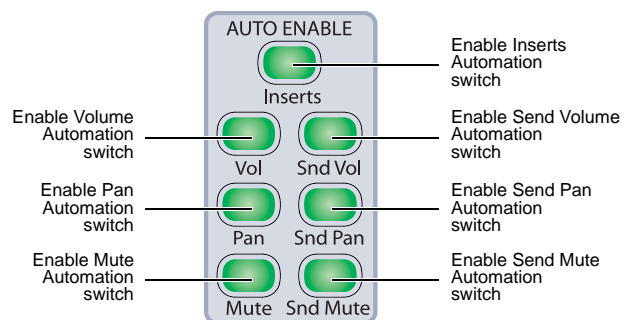 AUTO ENABLE
Enable Inserts
Automation
switch
Inserts
Enable Volume
Automation
switch
Vol
Snd Vol
Enable Send Volume
Automation
switch
Enable Pan
Automation
switch
Pan
Snd Pan
Enable Send Pan
Automation
switch
Enable Mute
Automation
switch
Mute
Snd Mute
Enable Send Mute
Automation
switch